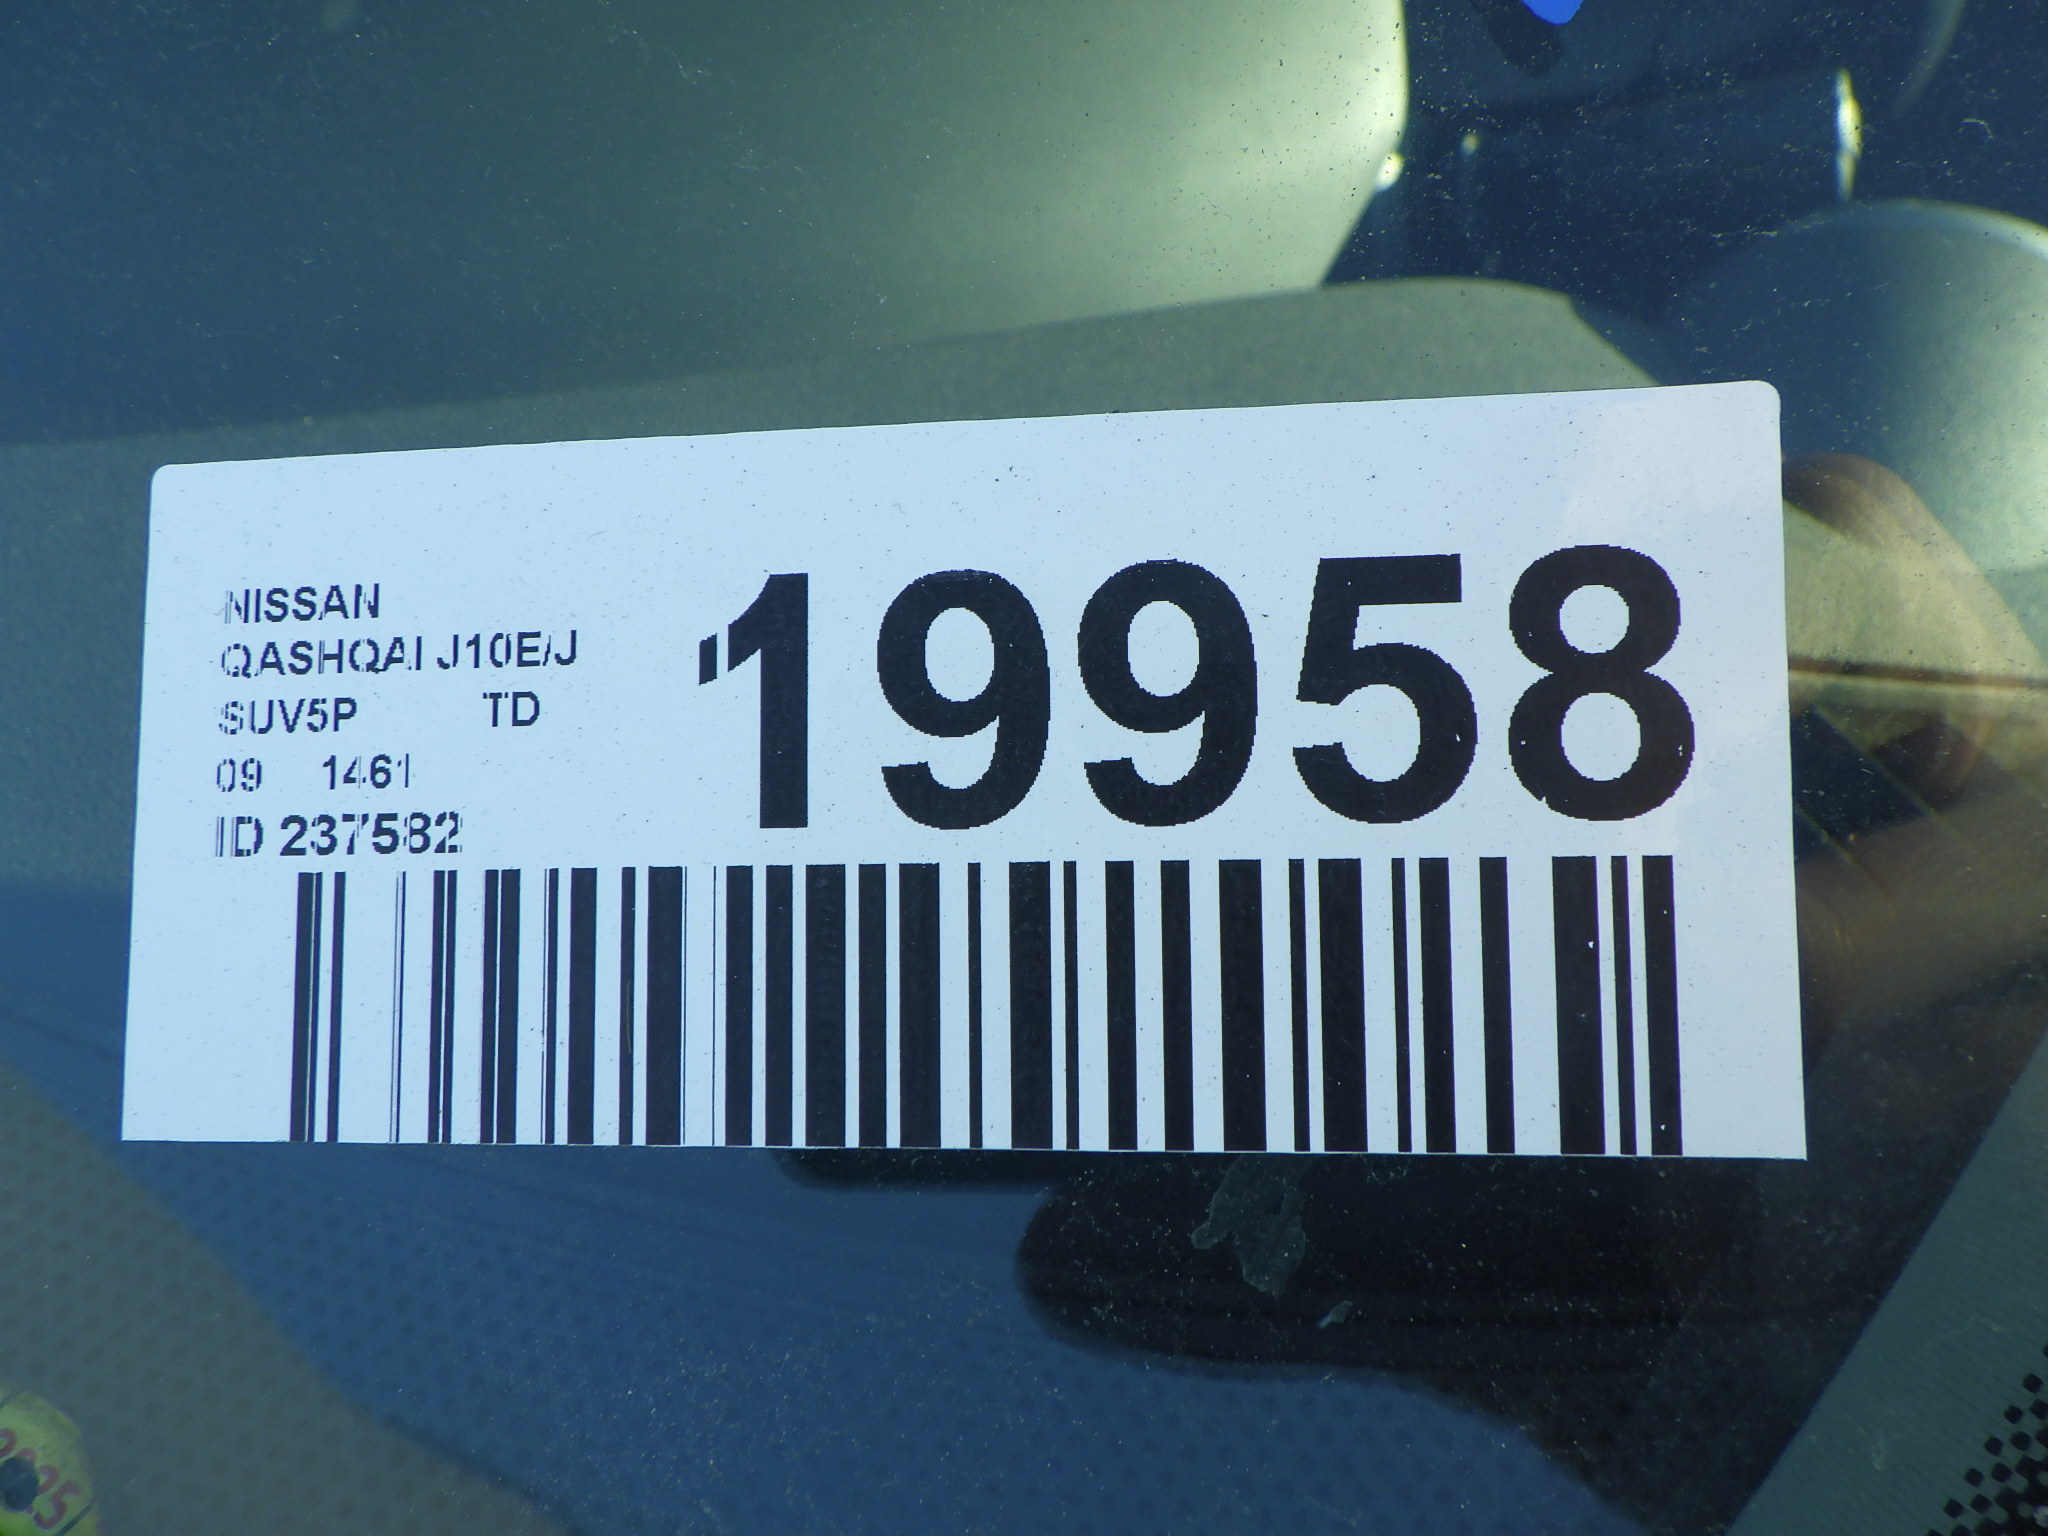 NISSAN
QASHQAI J10E/J
SUV5P TD
09 1461
ID 237582
19958